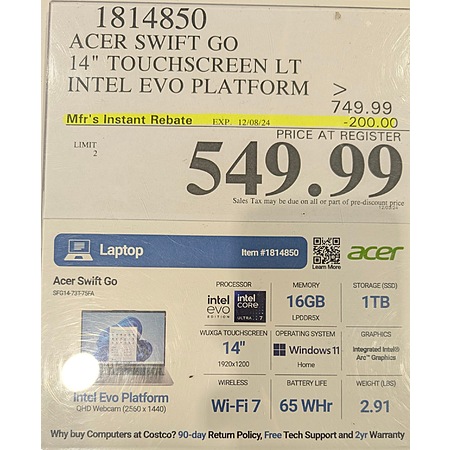 1814850
ACER SWIFT GO
14" TOUCHSCREEN LT
INTEL EVO PLATFORM >
749.99
Mfr's Instant Rebate EXP. 12/08/24 -200.00
PRICE AT REGISTER
LIMIT
2
549.99
Sales Tax may be due on all or part of pre-discount price
Laptop
Item #1814850
Learn More
acer
Acer Swift Go
SFG14-73T-75FA
PROCESSOR
intel evo EDITION
intel CORE ULTRA 7
MEMORY
16GB
LPDDR5X
STORAGE (SSD)
1TB
WUXGA TOUCHSCREEN
14"
1920x1200
OPERATING SYSTEM
Windows 11
Home
GRAPHICS
Integrated Intel®
Arc™ Graphics
Intel Evo Platform
QHD Webcam (2560 x 1440)
WIRELESS
Wi-Fi 7
BATTERY LIFE
65 WHr
WEIGHT (LBS)
2.91
Why buy Computers at Costco? 90-day Return Policy, Free Tech Support and 2yr Warranty